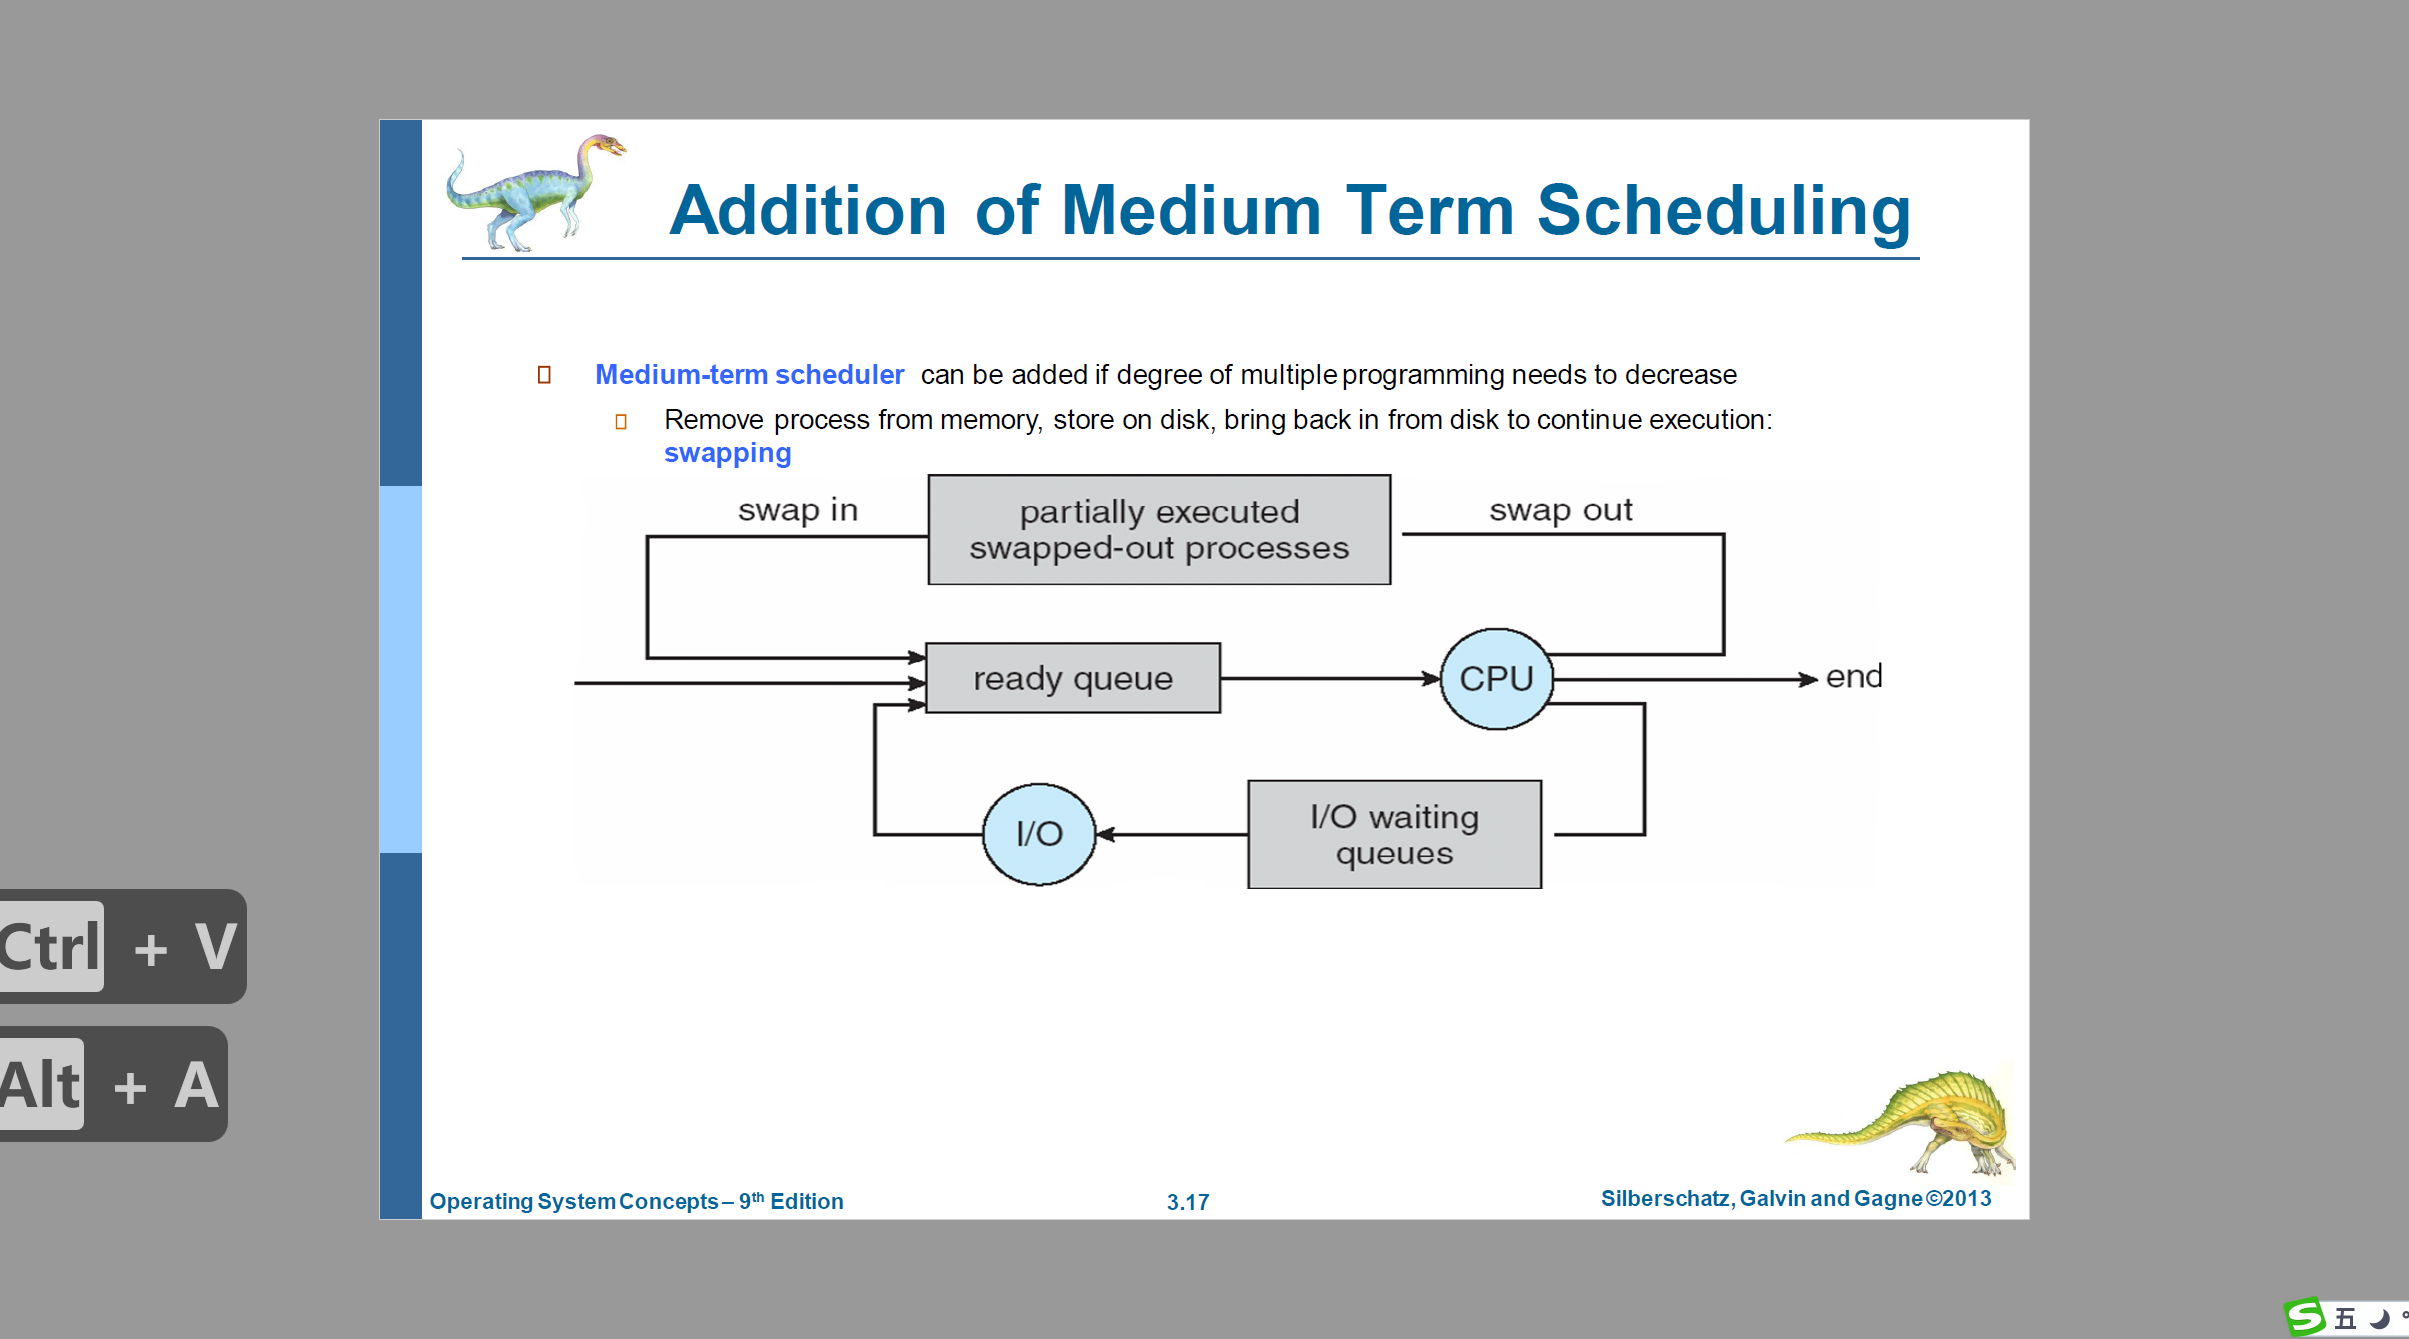 Addition of Medium Term Scheduling
Medium-term scheduler can be added if degree of multiple programming needs to decrease
Remove process from memory, store on disk, bring back in from disk to continue execution:
swapping
swap in
partially executed
swapped-out processes
swap out
ready queue
CPU
end
I/O
I/O waiting
queues
Ctrl + V
Alt + A
Operating System Concepts – 9th Edition
3.17
Silberschatz, Galvin and Gagne ©2013
S 五